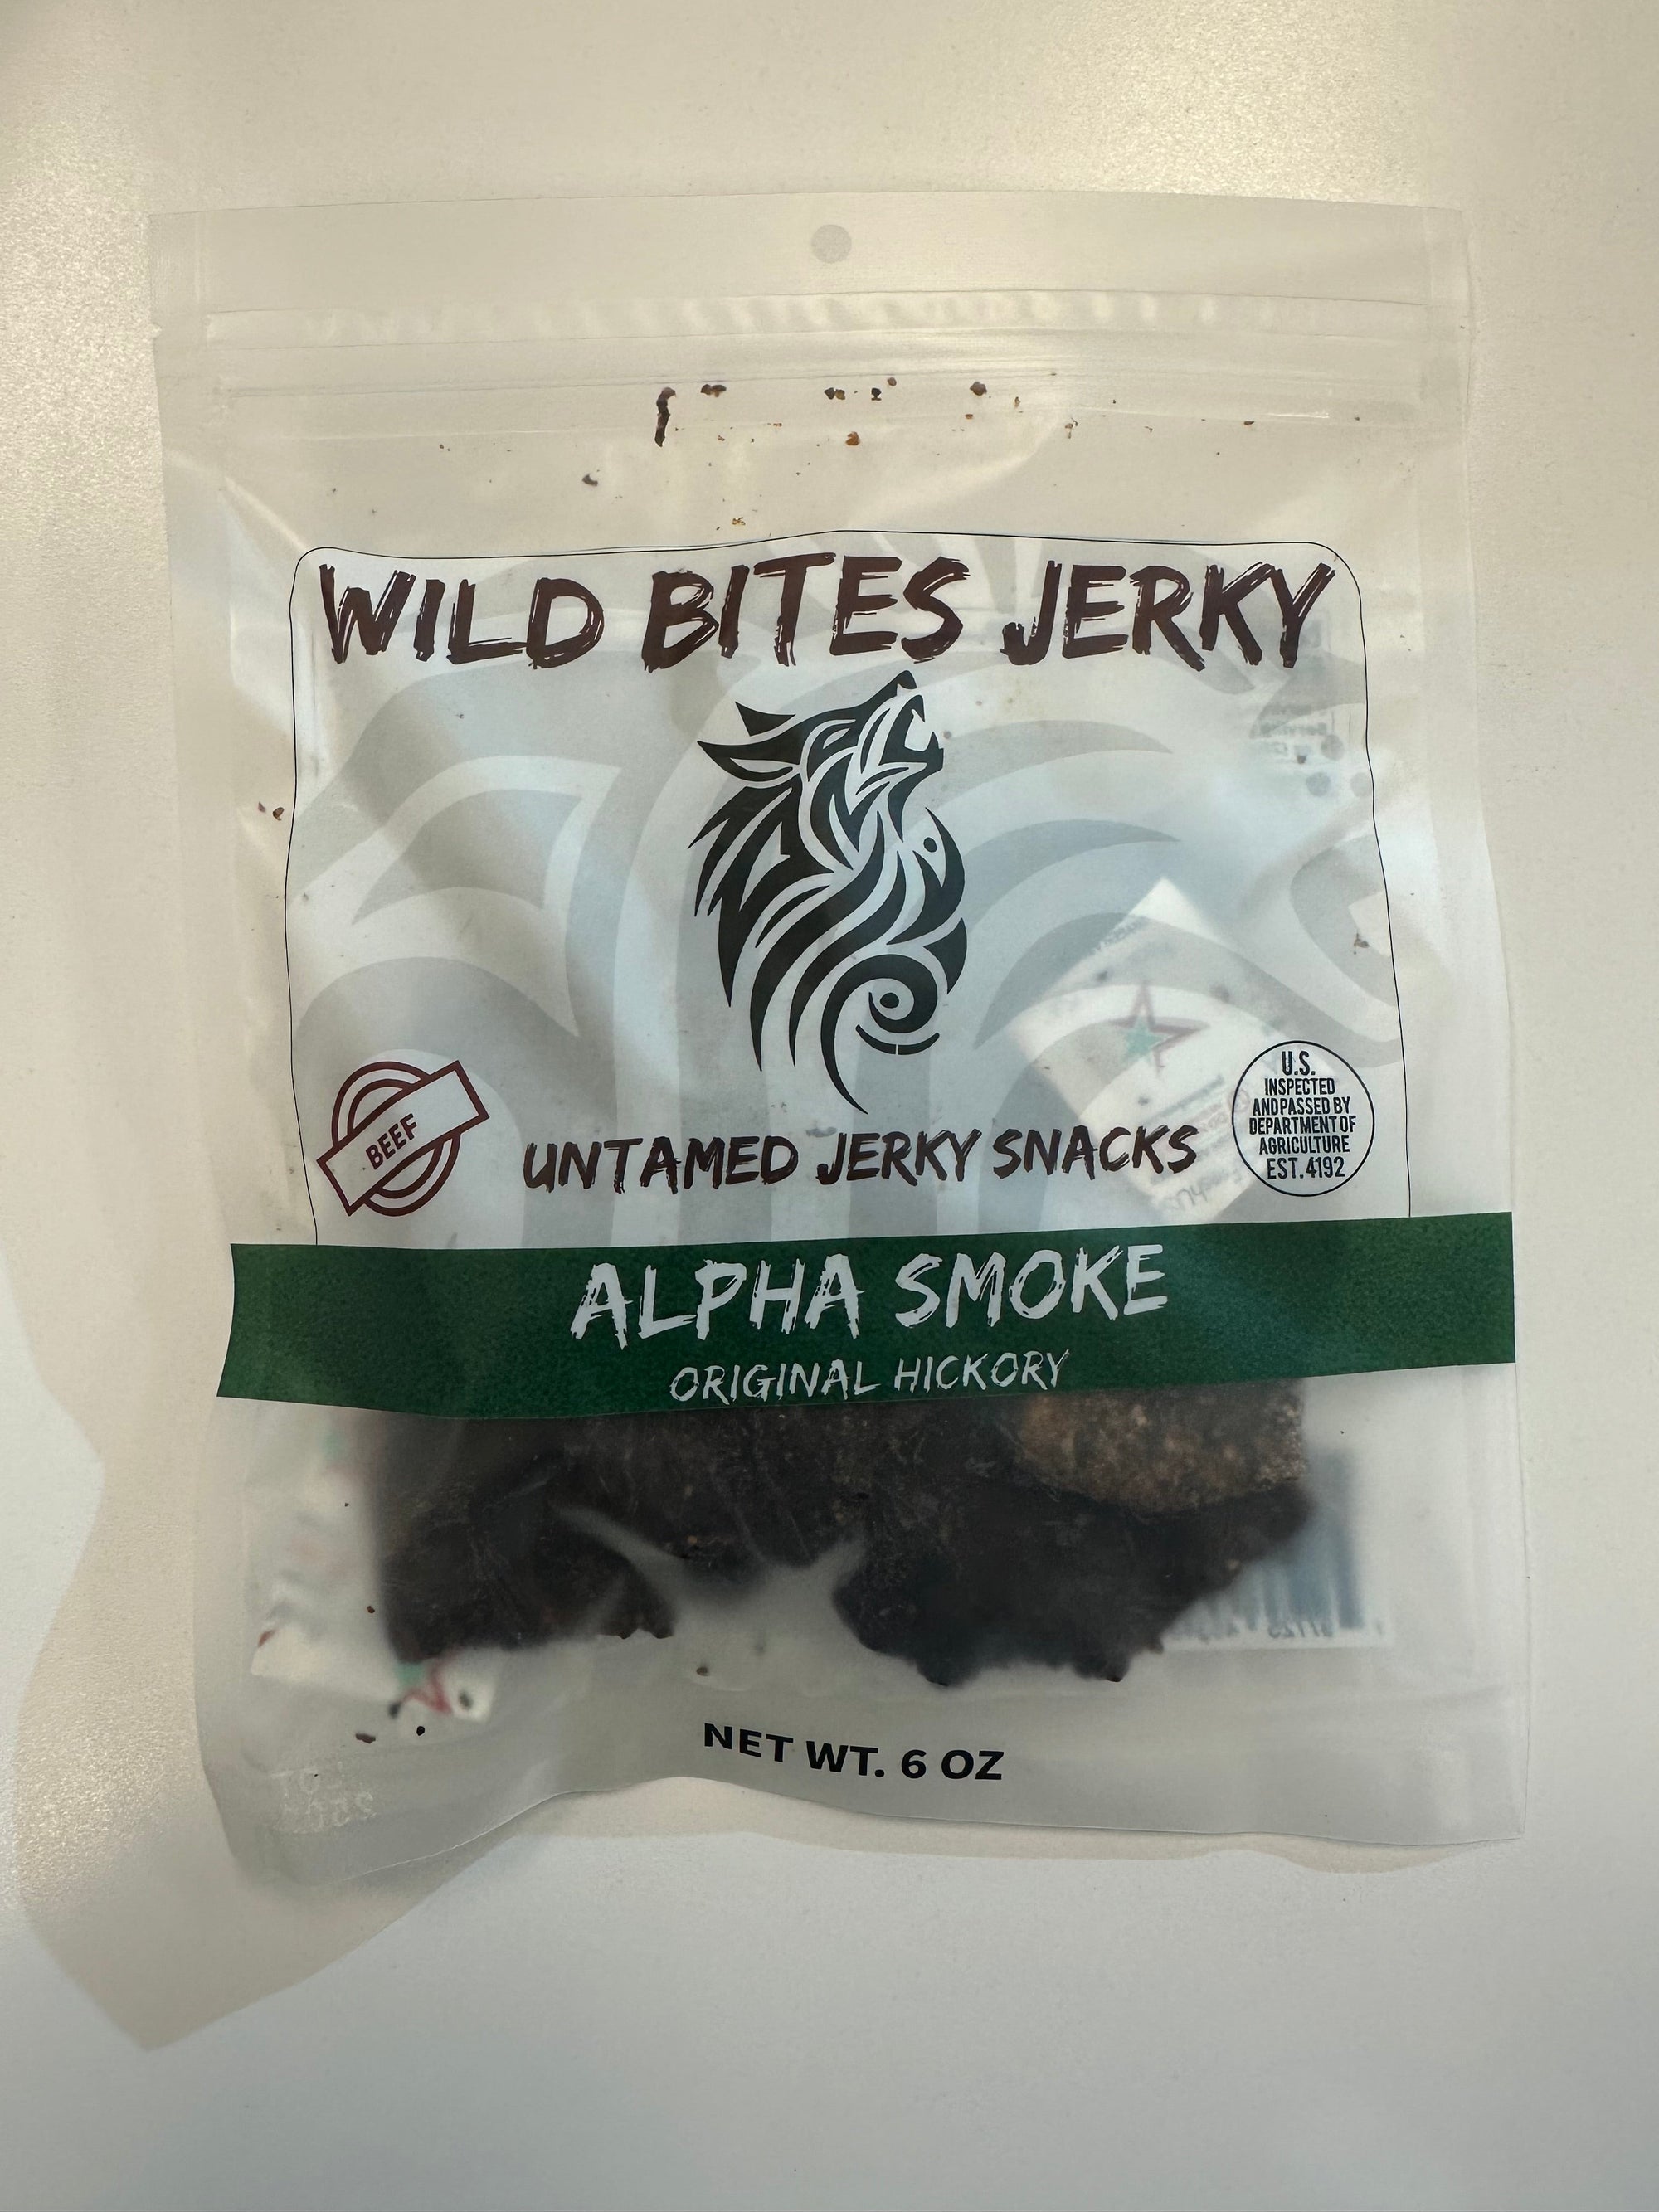 WILD BITES JERKY
BEEF
UNTAMED JERKY SNACKS
U.S.
INSPECTED
AND PASSED BY
DEPARTMENT OF
AGRICULTURE
EST. 4192
ALPHA SMOKE
ORIGINAL HICKORY
NET WT. 6 OZ